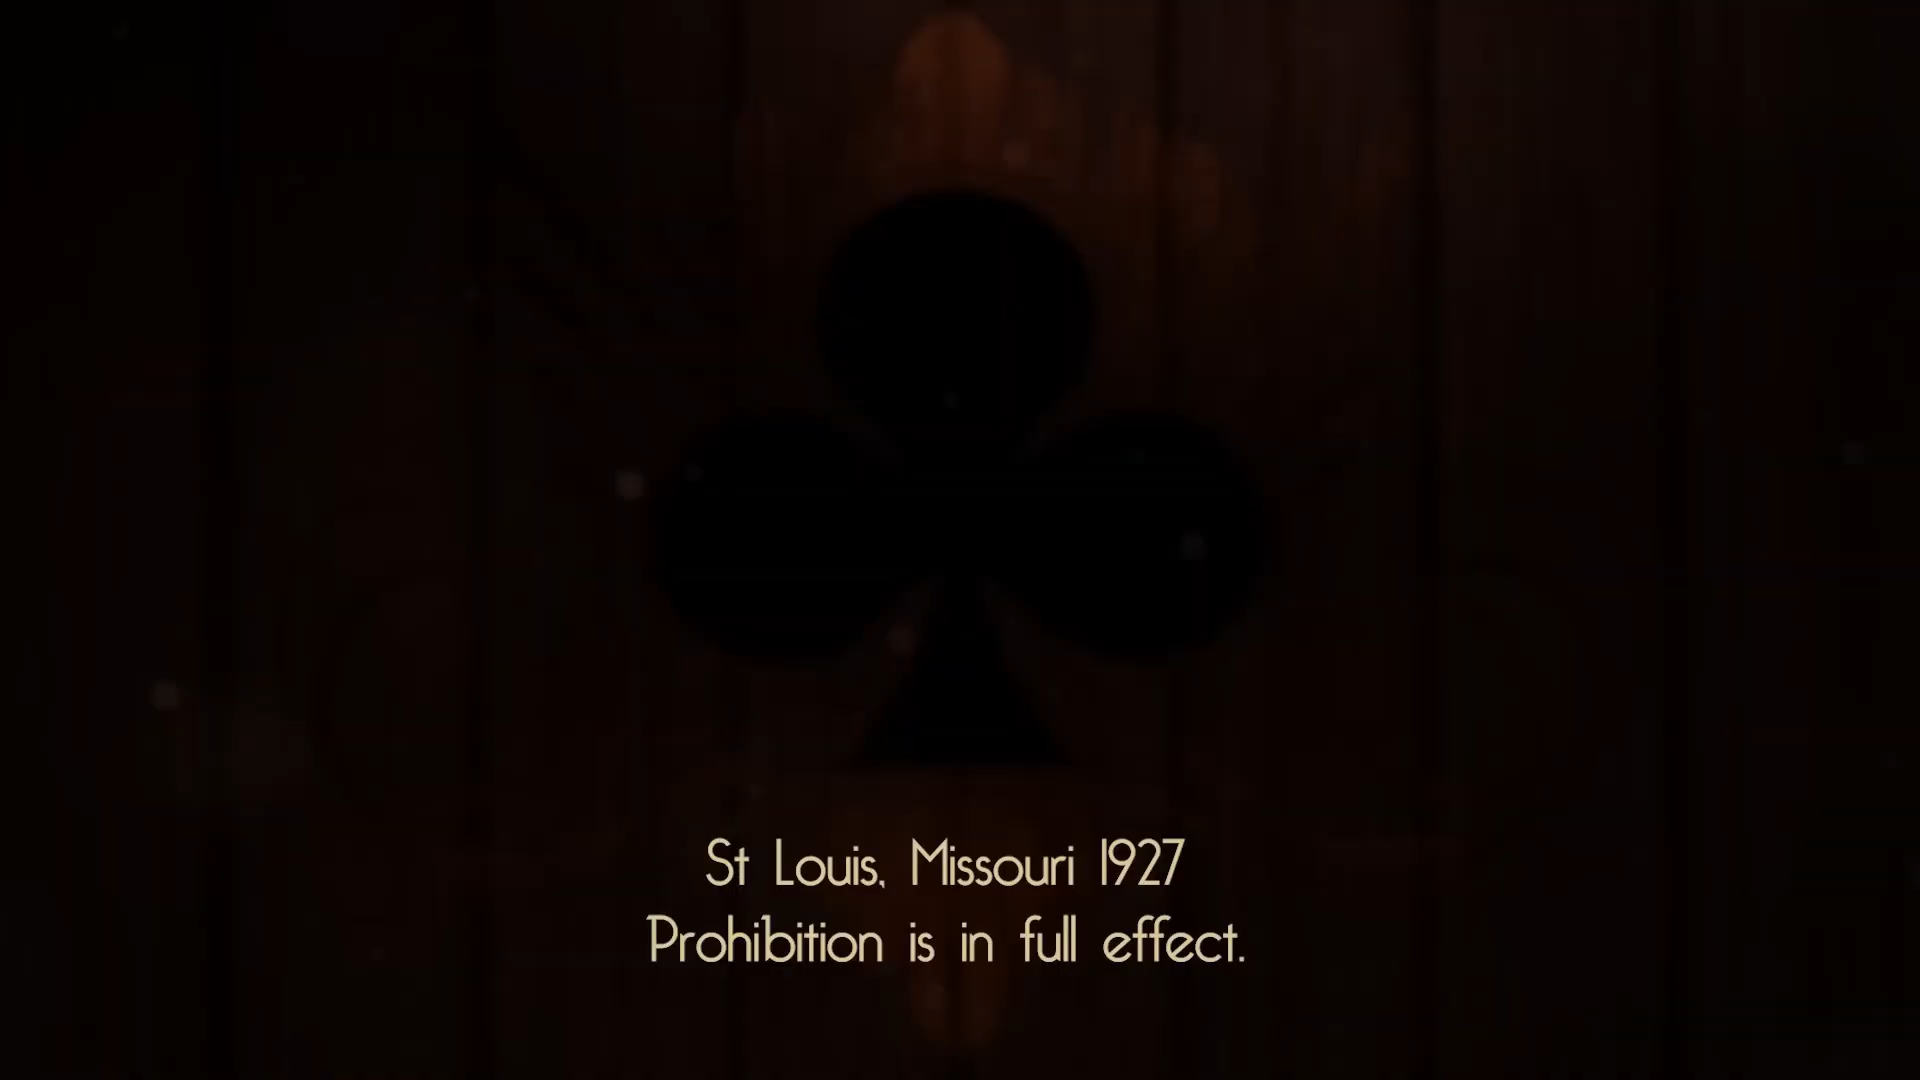 St Louis, Missouri 1927
Prohibition is in full effect.